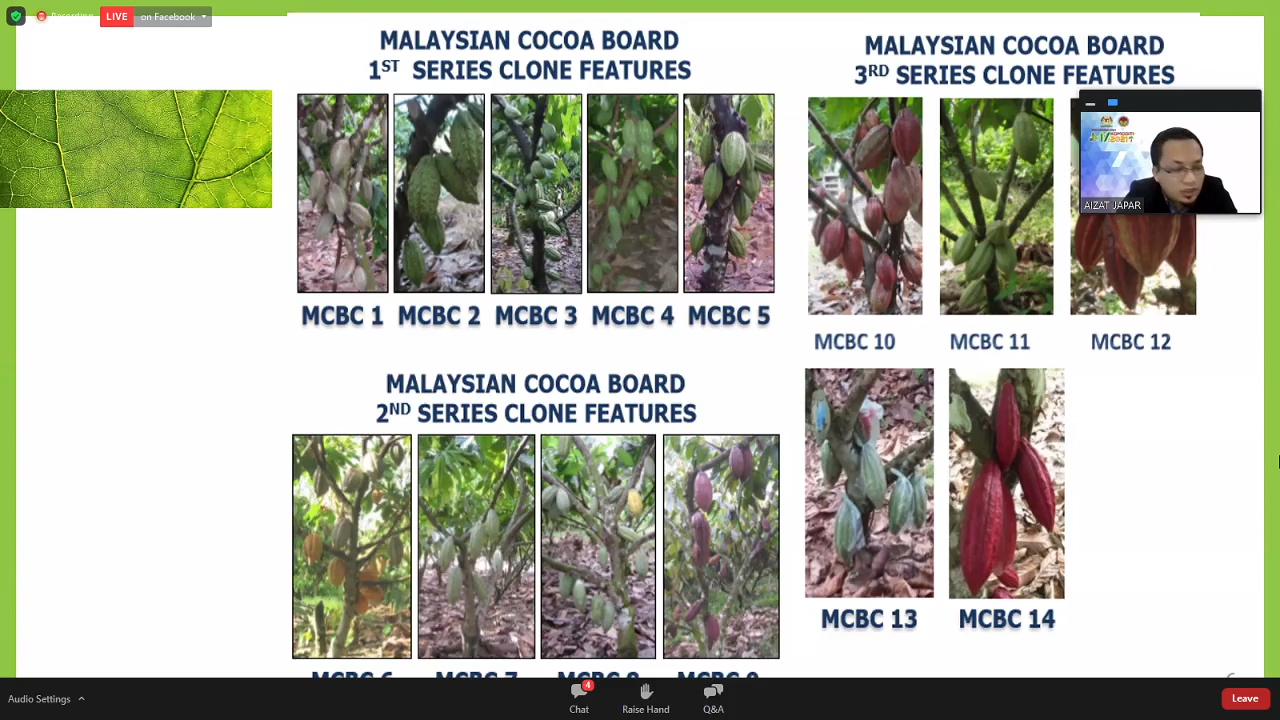 Recording
LIVE
on Facebook
MALAYSIAN COCOA BOARD
1ST SERIES CLONE FEATURES
MCBC 1 MCBC 2 MCBC 3 MCBC 4 MCBC 5
MALAYSIAN COCOA BOARD
2ND SERIES CLONE FEATURES
MCBC 6 MCBC 7 MCBC 8 MCBC 9
MALAYSIAN COCOA BOARD
3RD SERIES CLONE FEATURES
AIZAT JAPAR
MCBC 10 MCBC 11 MCBC 12
MCBC 13 MCBC 14
Audio Settings
4
Chat
Raise Hand
Q&A
Leave